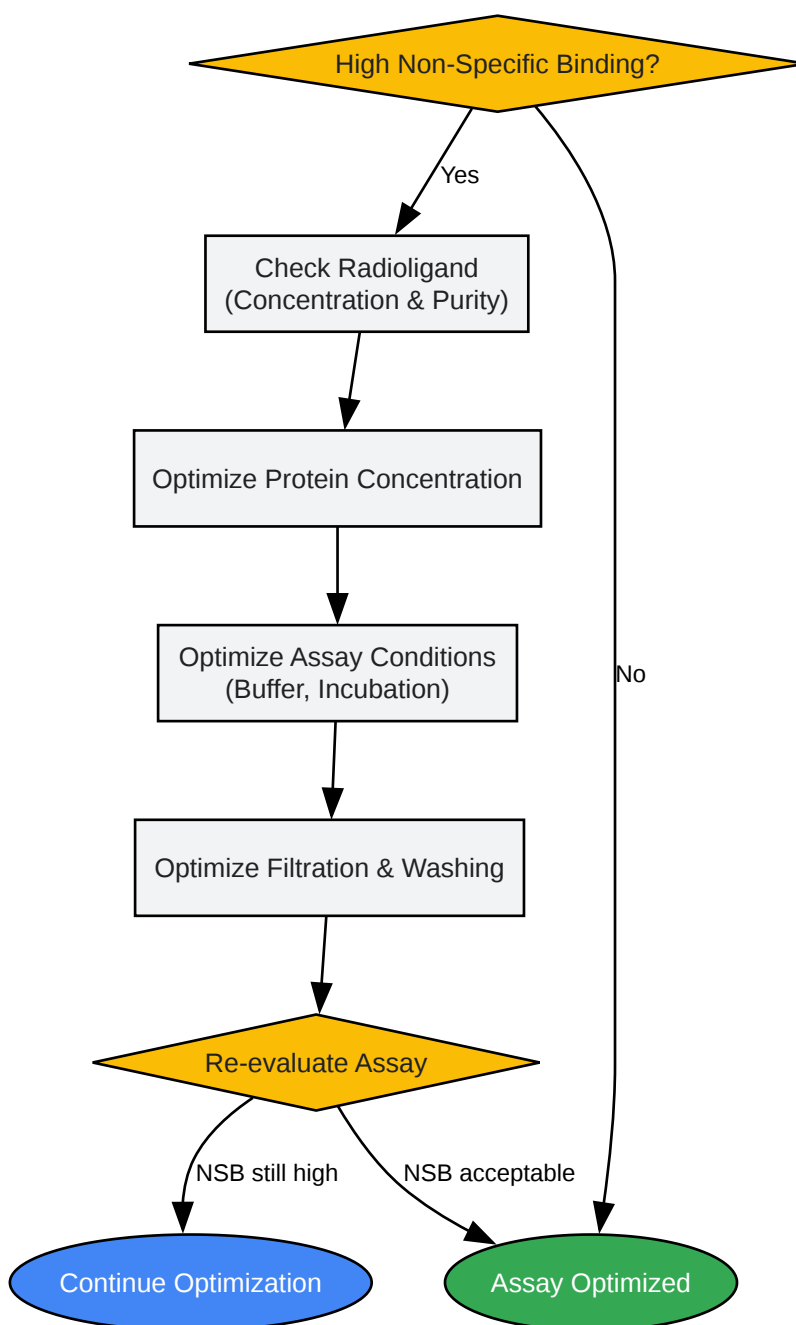 High Non-Specific Binding?
Yes
Check Radioligand
(Concentration & Purity)
Optimize Protein Concentration
Optimize Assay Conditions
(Buffer, Incubation)
No
Optimize Filtration & Washing
Re-evaluate Assay
NSB still high
NSB acceptable
Continue Optimization
Assay Optimized